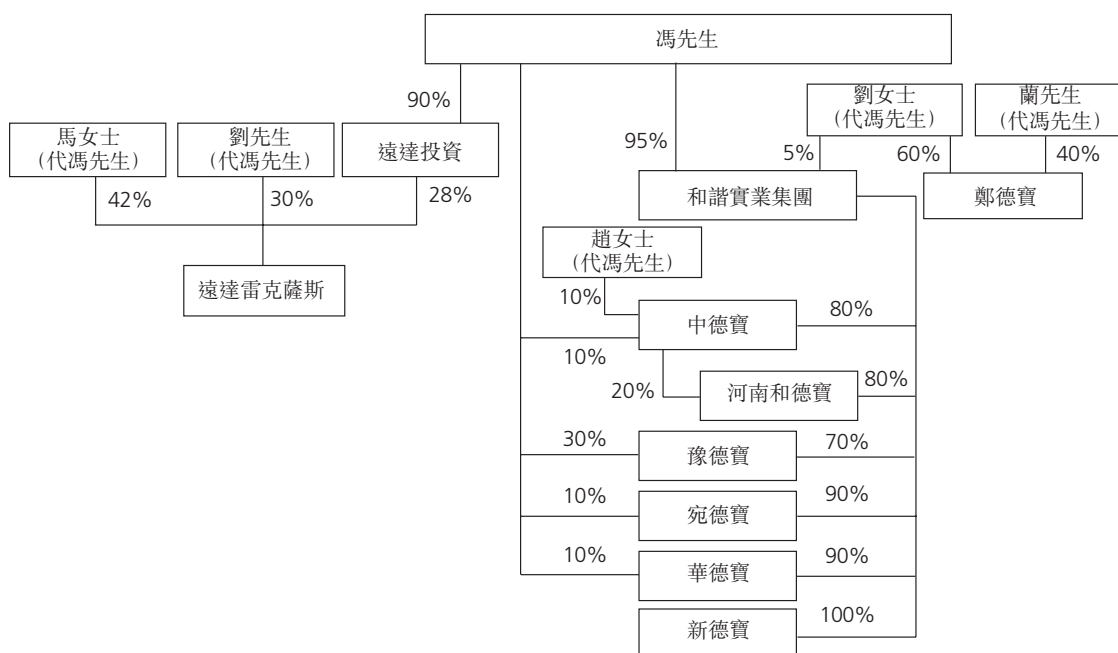 馮先生
90%
馬女士
(代馮先生)
劉先生
(代馮先生)
遠達投資
95%
劉女士
(代馮先生)
蘭先生
(代馮先生)
5%
60%
40%
42%
30%
28%
和諧實業集團
鄭德寶
遠達雷克薩斯
趙女士
(代馮先生)
10%
中德寶
80%
10%
20%
河南和德寶
80%
30%
豫德寶
70%
10%
宛德寶
90%
10%
華德寶
90%
新德寶
100%